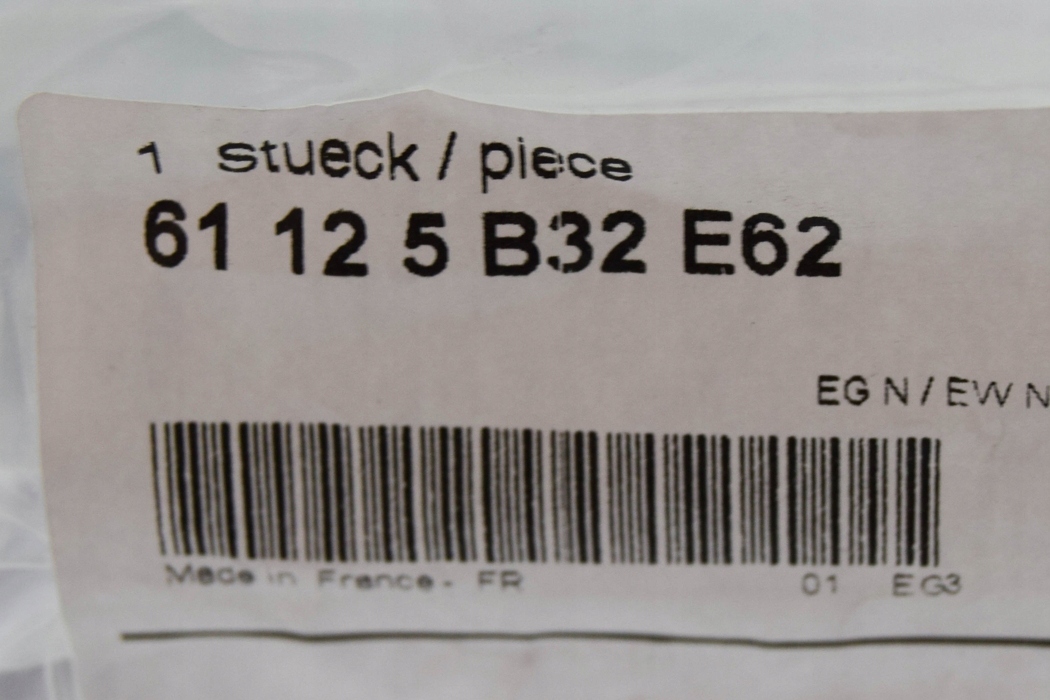 1 Stueck / piece
61 12 5 B32 E62
EG N / EW N
Made in France - FR 01 EG3